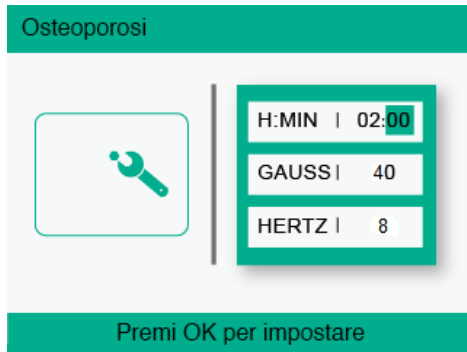 Osteoporosi
H:MIN | 02:00
GAUSS | 40
HERTZ | 8
Premi OK per impostare